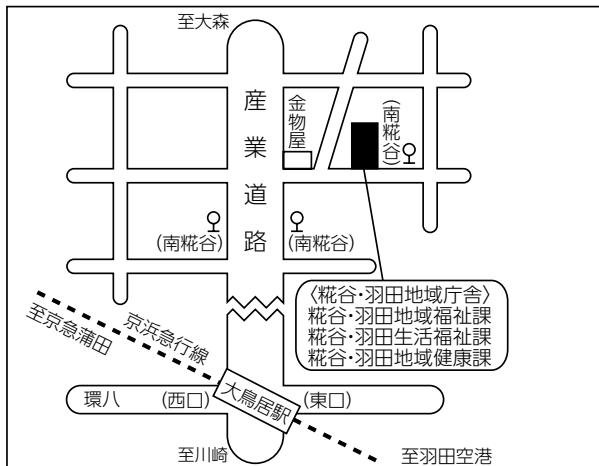 至大森
産業道路
金物屋
(南糀谷)
(南糀谷)
(南糀谷)
〈糀谷・羽田地域庁舎〉
糀谷・羽田地域福祉課
糀谷・羽田生活福祉課
糀谷・羽田地域健康課
京浜急行線
至京急蒲田
環八
(西口)
大鳥居駅
(東口)
至川崎
至羽田空港